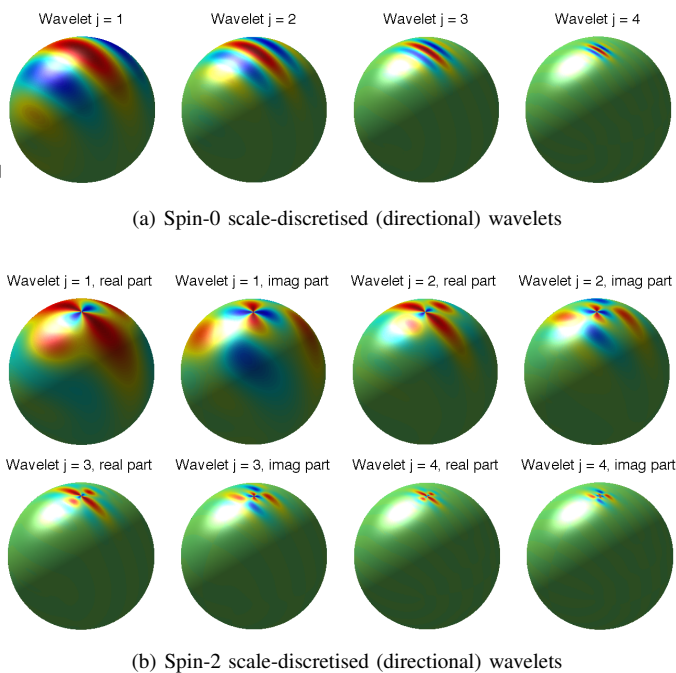 Wavelet j = 1 Wavelet j = 2 Wavelet j = 3 Wavelet j = 4
(a) Spin-0 scale-discretised (directional) wavelets
Wavelet j = 1, real part Wavelet j = 1, imag part Wavelet j = 2, real part Wavelet j = 2, imag part
Wavelet j = 3, real part Wavelet j = 3, imag part Wavelet j = 4, real part Wavelet j = 4, imag part
(b) Spin-2 scale-discretised (directional) wavelets